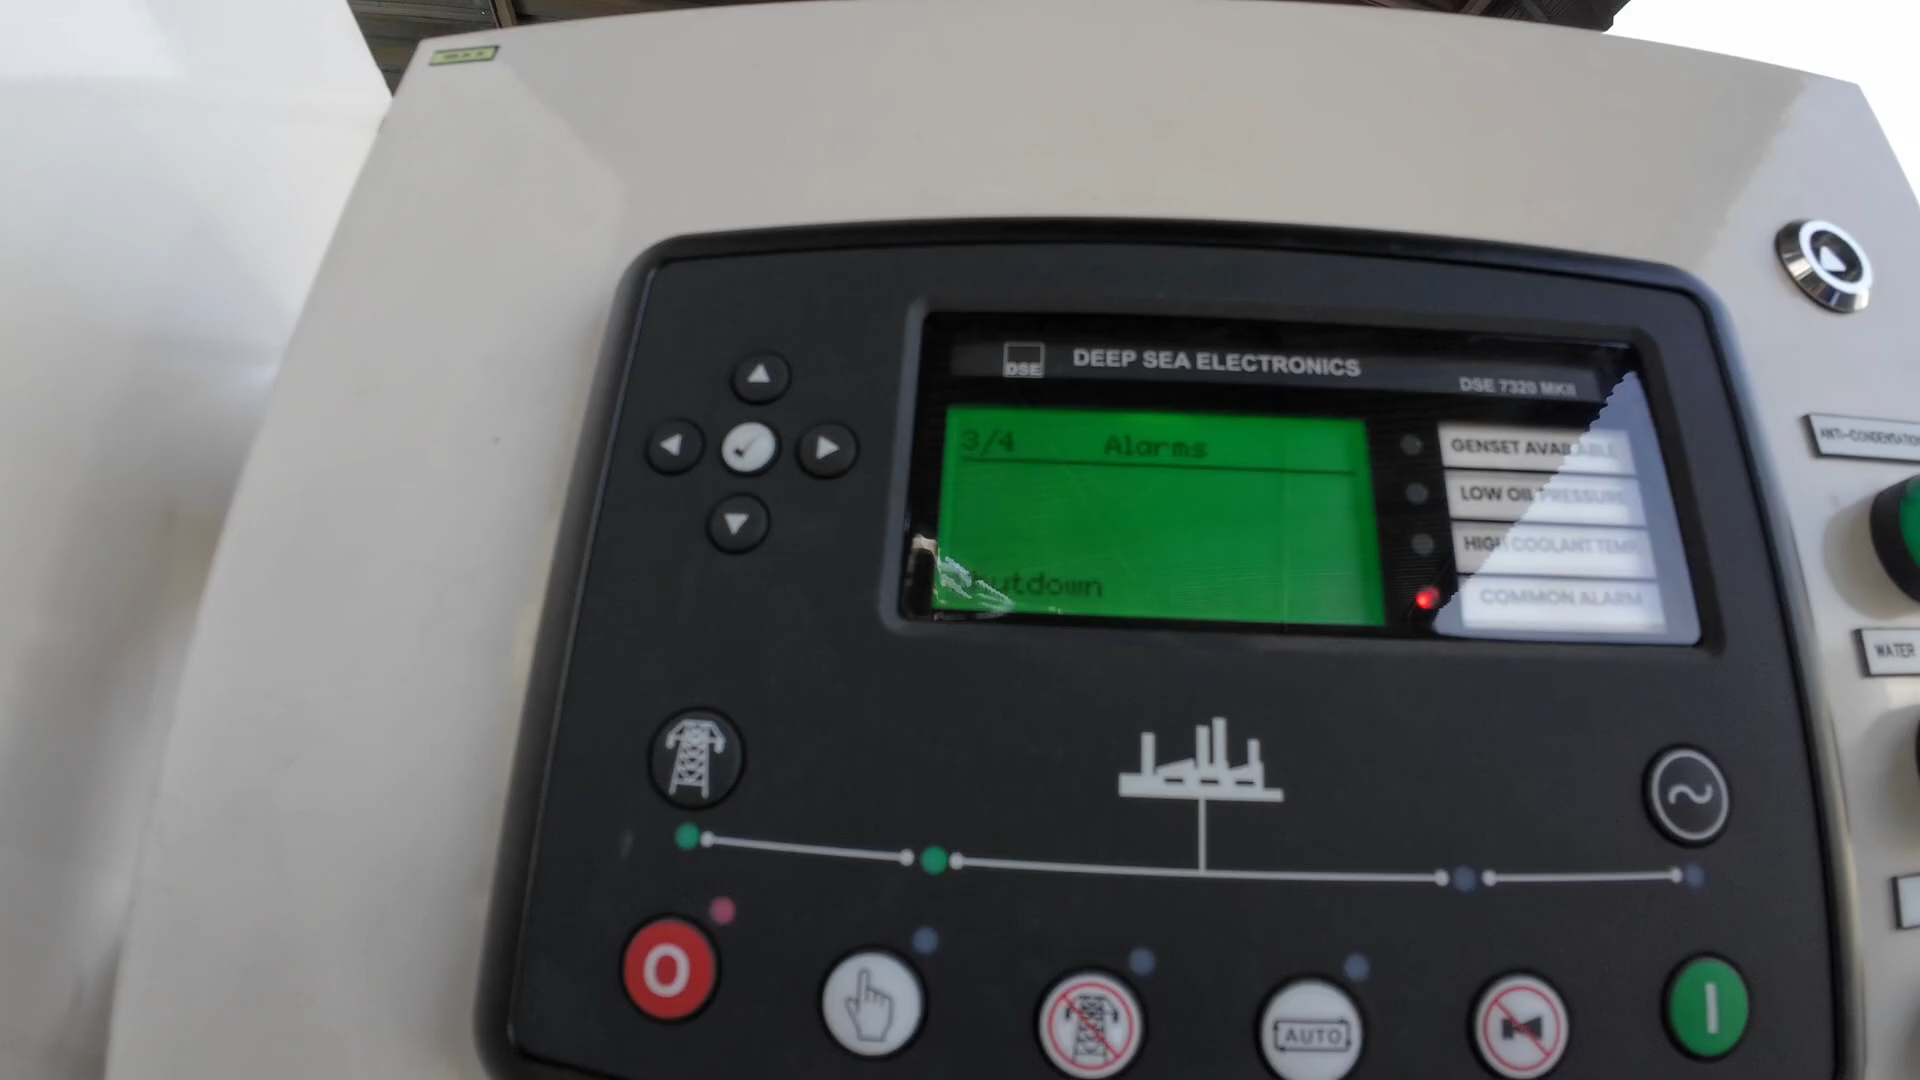 DSE
DEEP SEA ELECTRONICS
DSE 7320 MKII
3/4 Alarms
GENSET AVAILABLE
LOW OIL PRESSURE
HIGH COOLANT TEMP
Shutdown
COMMON ALARM
ANTI-CONDENSATION
WATER
O
AUTO
I